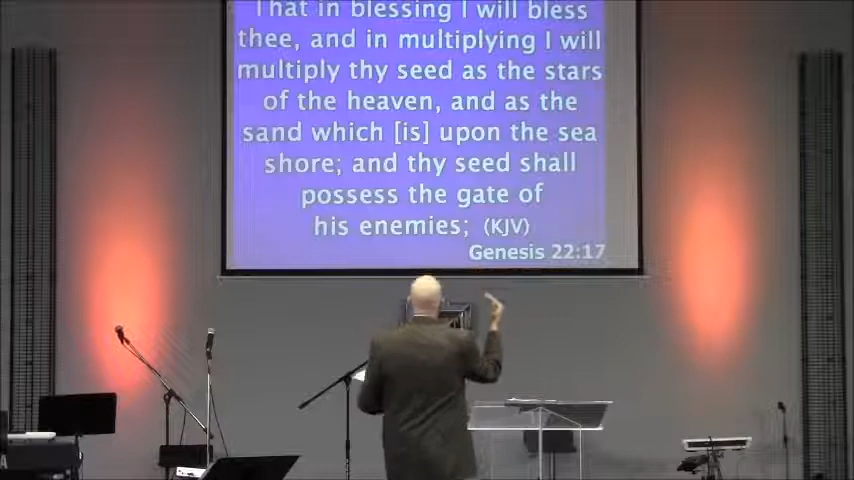 That in blessing I will bless
thee, and in multiplying I will
multiply thy seed as the stars
of the heaven, and as the
sand which [is] upon the sea
shore; and thy seed shall
possess the gate of
his enemies; (KJV)
Genesis 22:17